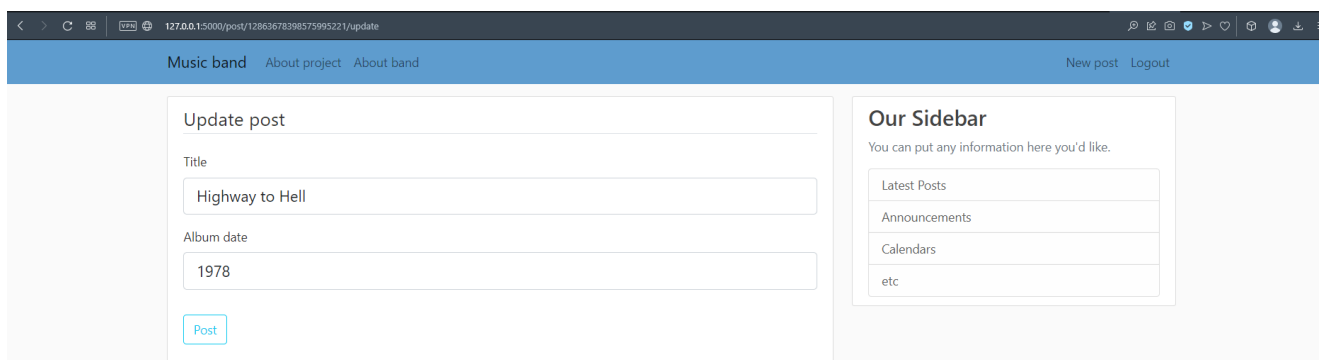 VPN 127.0.0.1:5000/post/12863678398575995221/update
Music band About project About band New post Logout
Update post
Title
Highway to Hell
Album date
1978
Post
Our Sidebar
You can put any information here you'd like.
Latest Posts
Announcements
Calendars
etc